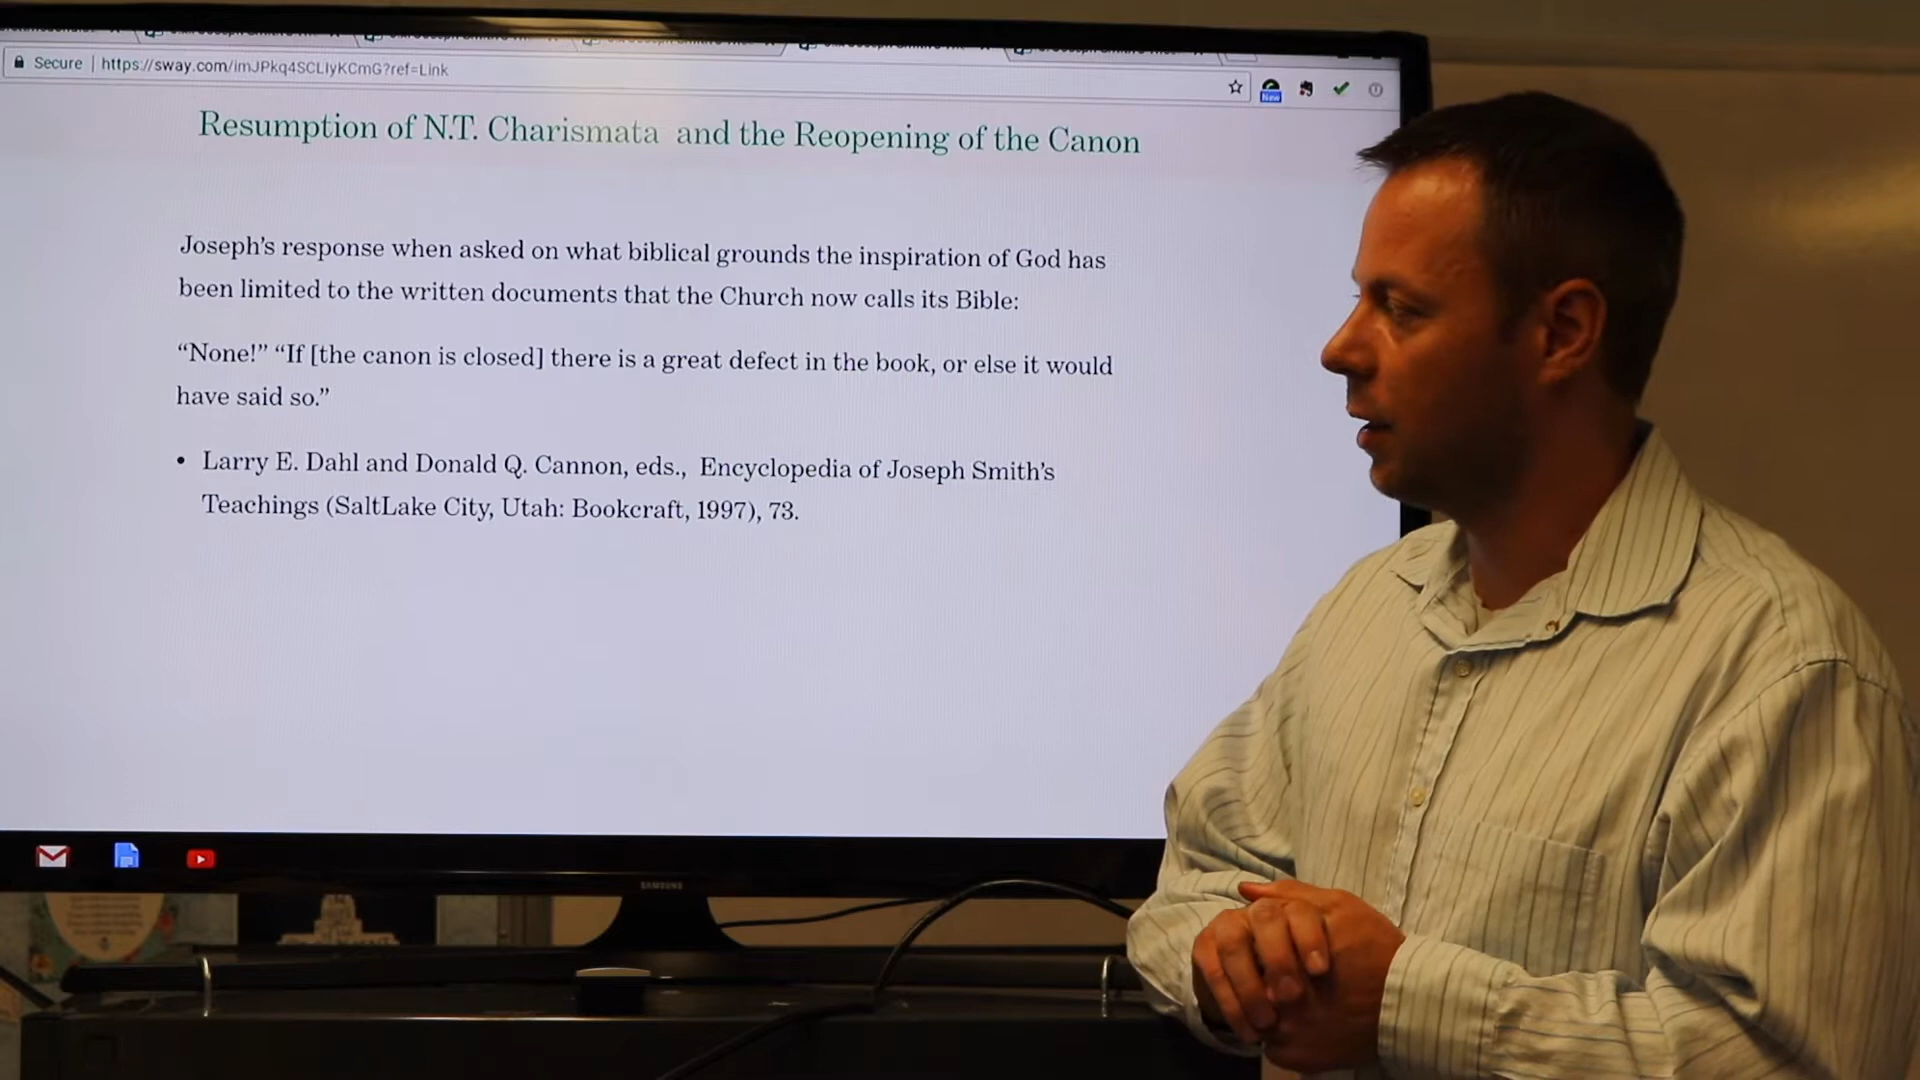 Secure | https://sway.com/imJPkq4SCLIyKCmG?ref=Link
New
Resumption of N.T. Charismata and the Reopening of the Canon
Joseph's response when asked on what biblical grounds the inspiration of God has
been limited to the written documents that the Church now calls its Bible:
“None!” “If [the canon is closed] there is a great defect in the book, or else it would
have said so.”
• Larry E. Dahl and Donald Q. Cannon, eds., Encyclopedia of Joseph Smith's
Teachings (SaltLake City, Utah: Bookcraft, 1997), 73.
SAMSUNG